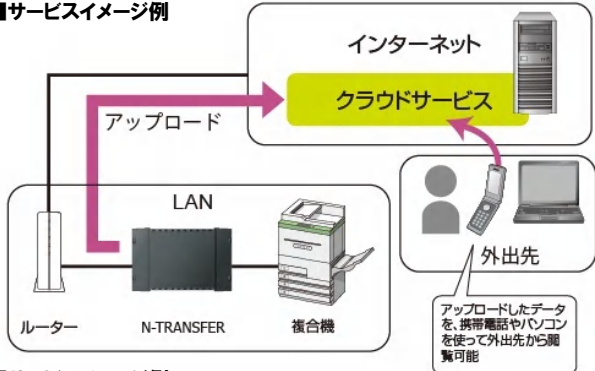 ■サービスイメージ例
インターネット
クラウドサービス
アップロード
LAN
ルーター
N-TRANSFER
複合機
外出先
アップロードしたデータ
を、携帯電話やパソコン
を使って外出先から閲
覧可能